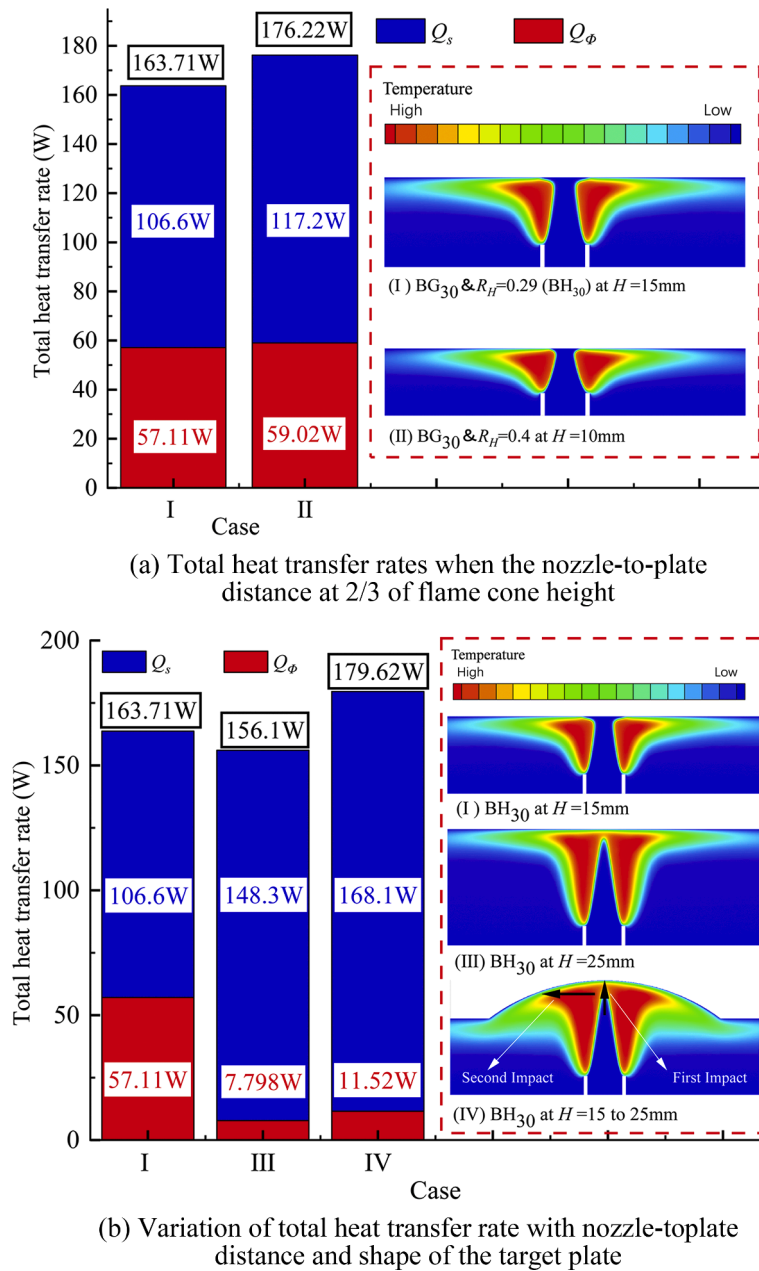 (a)
180
160
140
120
100
80
60
40
20
0
Total heat transfer rate (W)
163.71W
176.22W
Qs
QΦ
106.6W
117.2W
57.11W
59.02W
I
II
Case
Temperature
High
Low
(I ) BG30 & RH=0.29 (BH30) at H =15mm
(II) BG30 & RH=0.4 at H =10mm
(a) Total heat transfer rates when the nozzle-to-plate
distance at 2/3 of flame cone height
(b)
200
150
100
50
0
Total heat transfer rate (W)
Qs
QΦ
163.71W
156.1W
179.62W
106.6W
148.3W
168.1W
57.11W
7.798W
11.52W
I
III
IV
Case
Temperature
High
Low
(I ) BH30 at H =15mm
(III) BH30 at H =25mm
Second Impact
First Impact
(IV) BH30 at H =15 to 25mm
(b) Variation of total heat transfer rate with nozzle-toplate
distance and shape of the target plate